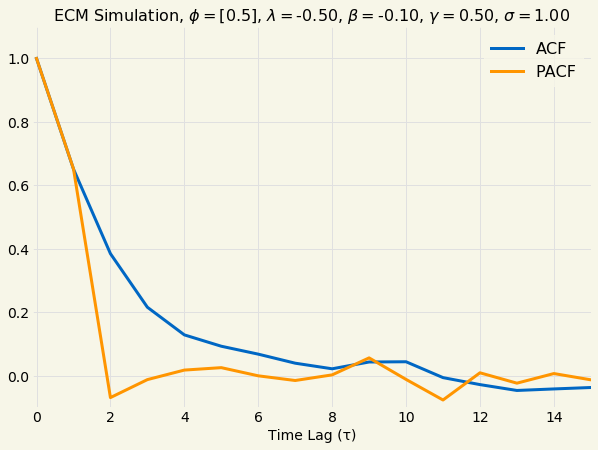 ECM Simulation, ϕ = [0.5], λ = -0.50, β = -0.10, γ = 0.50, σ = 1.00
ACF
PACF
1.0
0.8
0.6
0.4
0.2
0.0
0 2 4 6 8 10 12 14
Time Lag (τ)